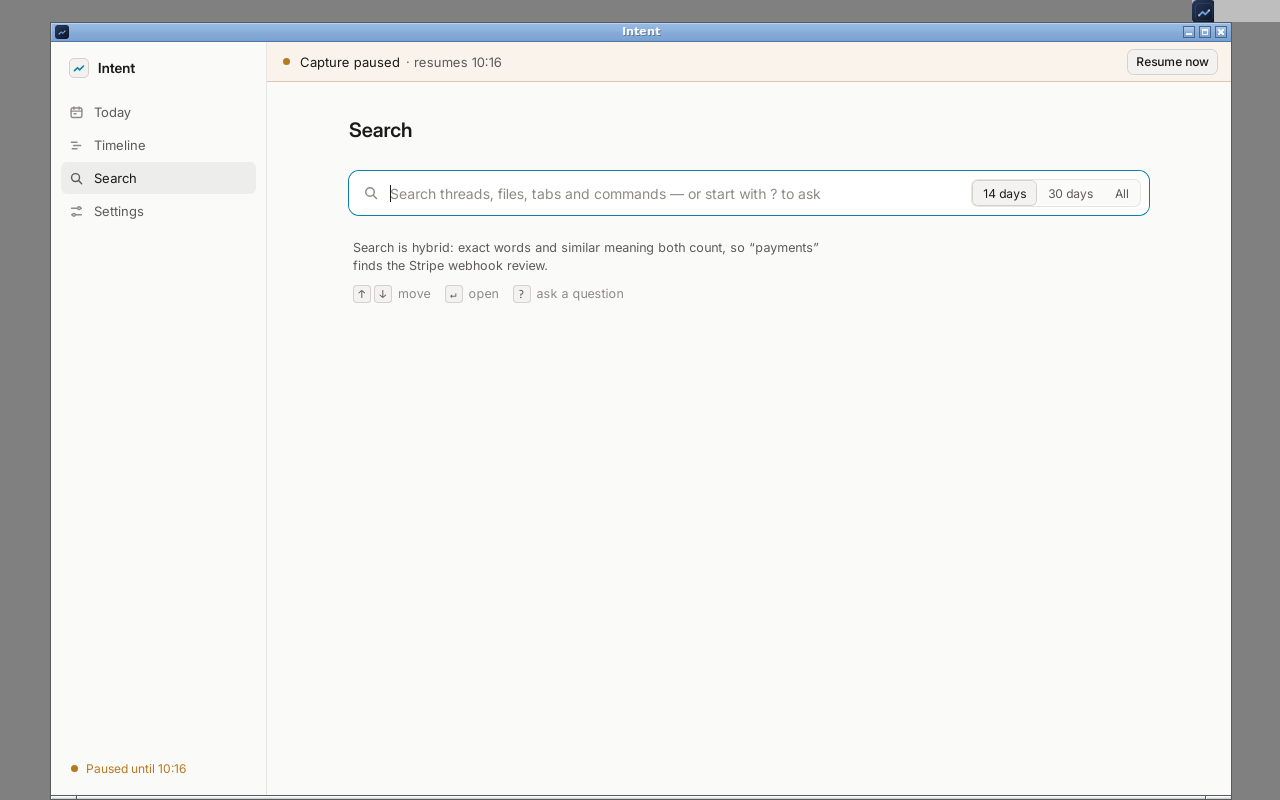 Intent
Intent
Today
Timeline
Search
Settings
Paused until 10:16
Capture paused · resumes 10:16
Resume now
Search
Search threads, files, tabs and commands — or start with ? to ask
14 days
30 days
All
Search is hybrid: exact words and similar meaning both count, so “payments”
finds the Stripe webhook review.
↑ ↓ move ↵ open ? ask a question